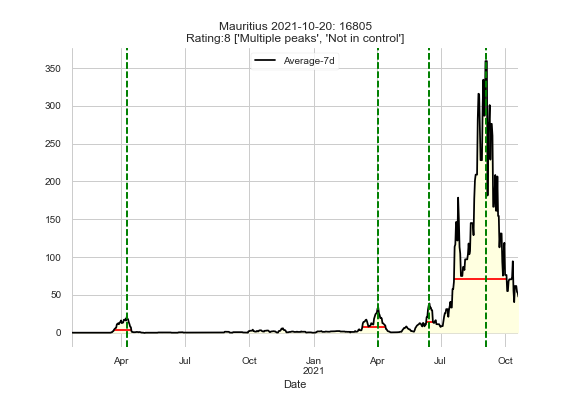 Mauritius 2021-10-20: 16805
Rating:8 ['Multiple peaks', 'Not in control']
Average-7d
350
300
250
200
150
100
50
0
Apr Jul Oct Jan Apr Jul Oct
2021
Date